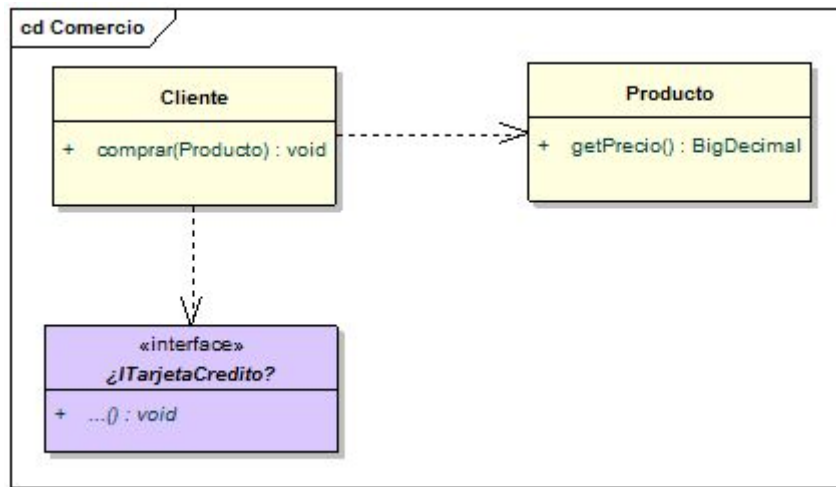 cd Comercio
Cliente
+ comprar(Producto) : void
Producto
+ getPrecio() : BigDecimal
«interface»
¿ITarjetaCredito?
+ ...() : void